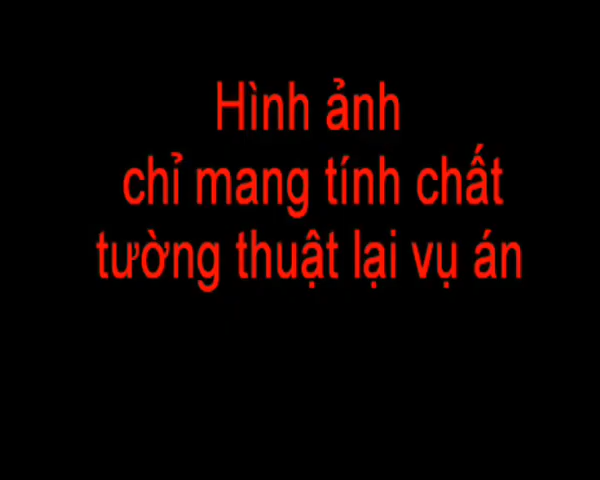 Hình ảnh
chỉ mang tính chất
tường thuật lại vụ án